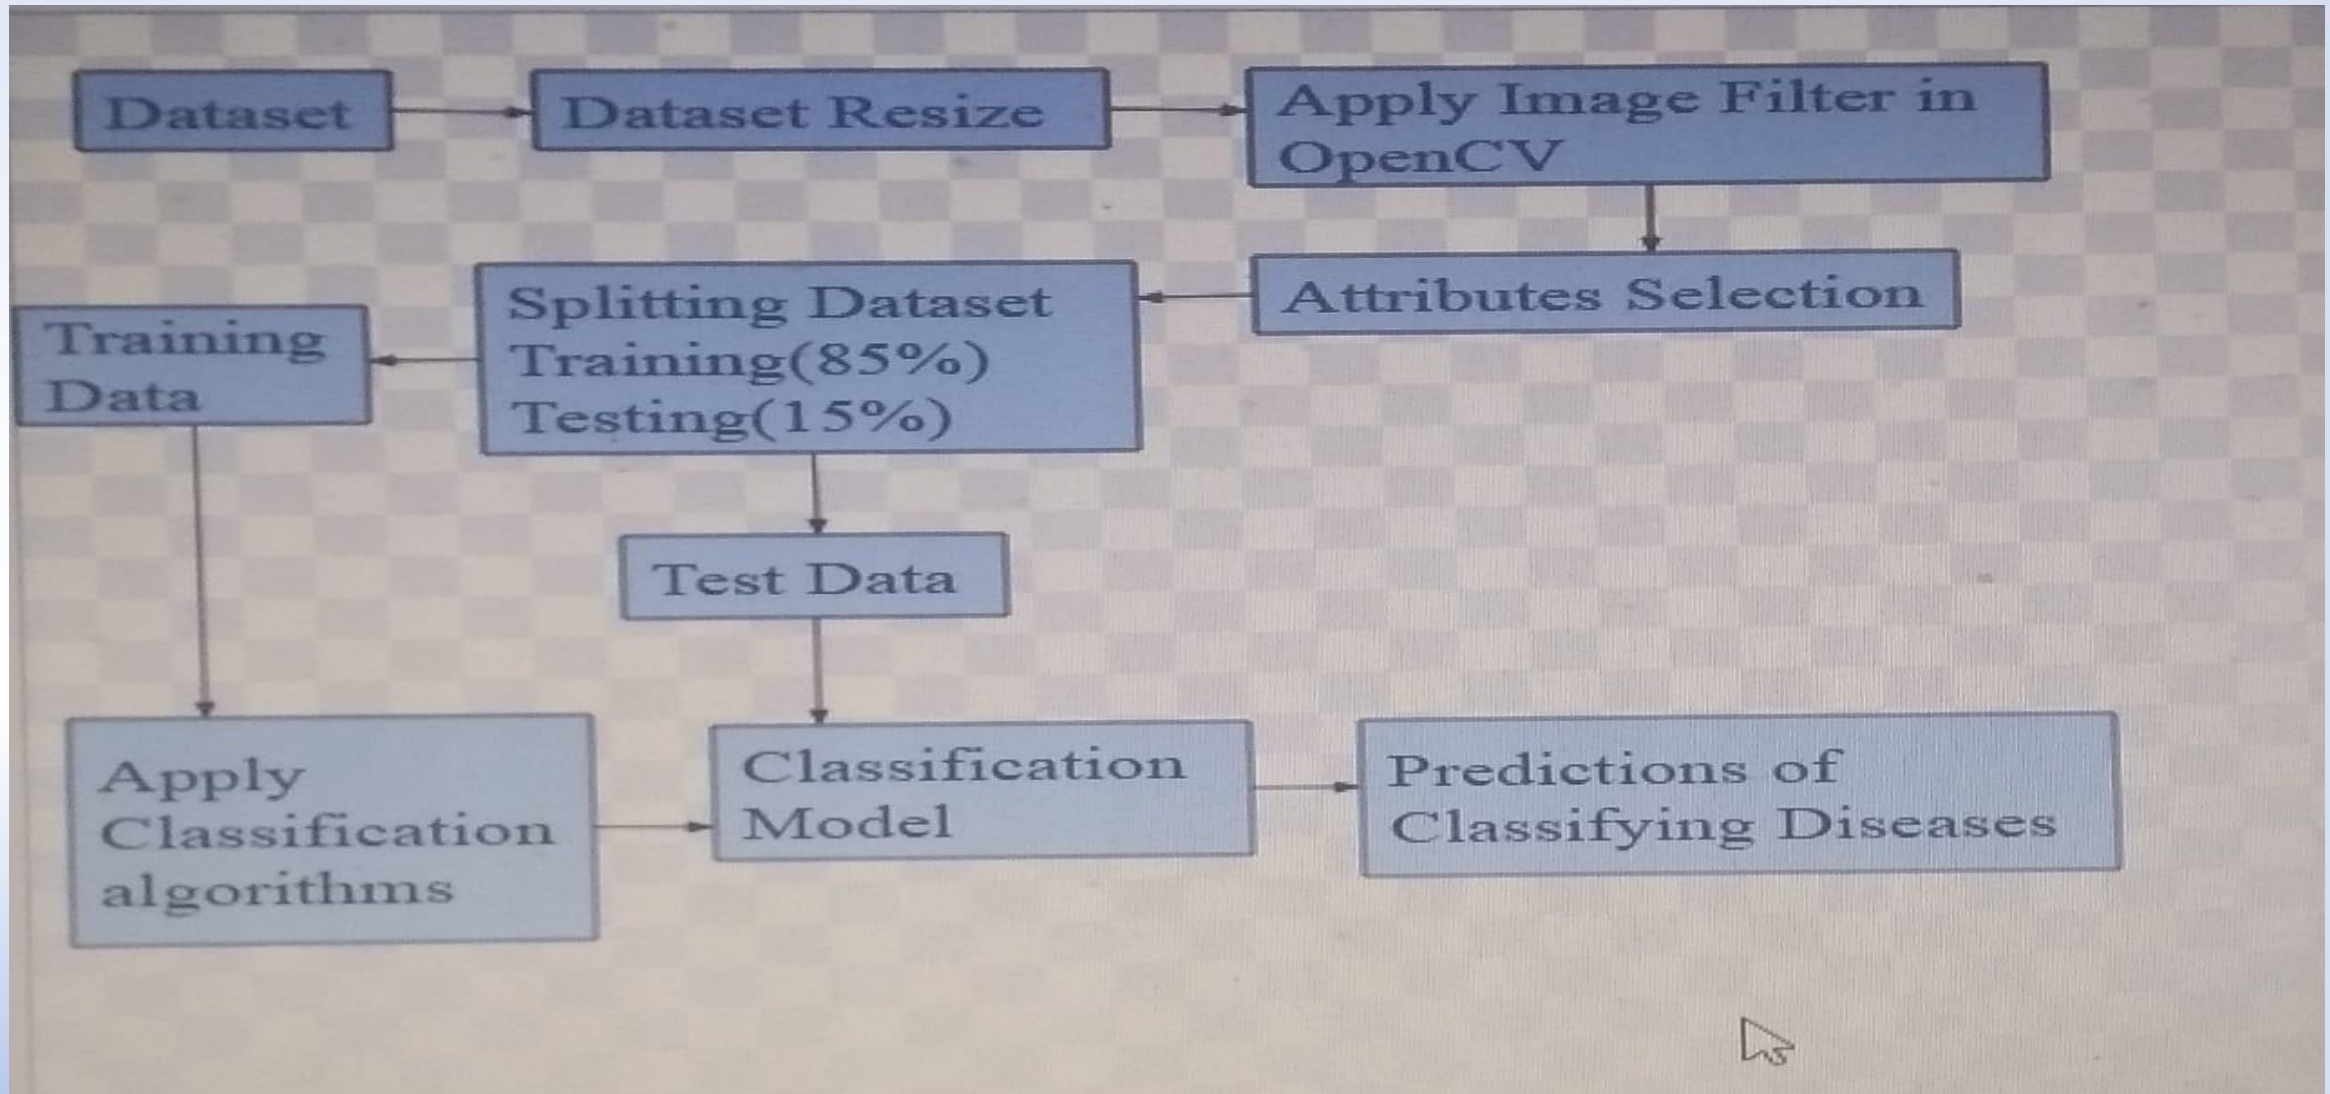 Dataset
Dataset Resize
Apply Image Filter in
OpenCV
Attributes Selection
Splitting Dataset
Training(85%)
Testing(15%)
Training
Data
Test Data
Apply
Classification
algorithms
Classification
Model
Predictions of
Classifying Diseases